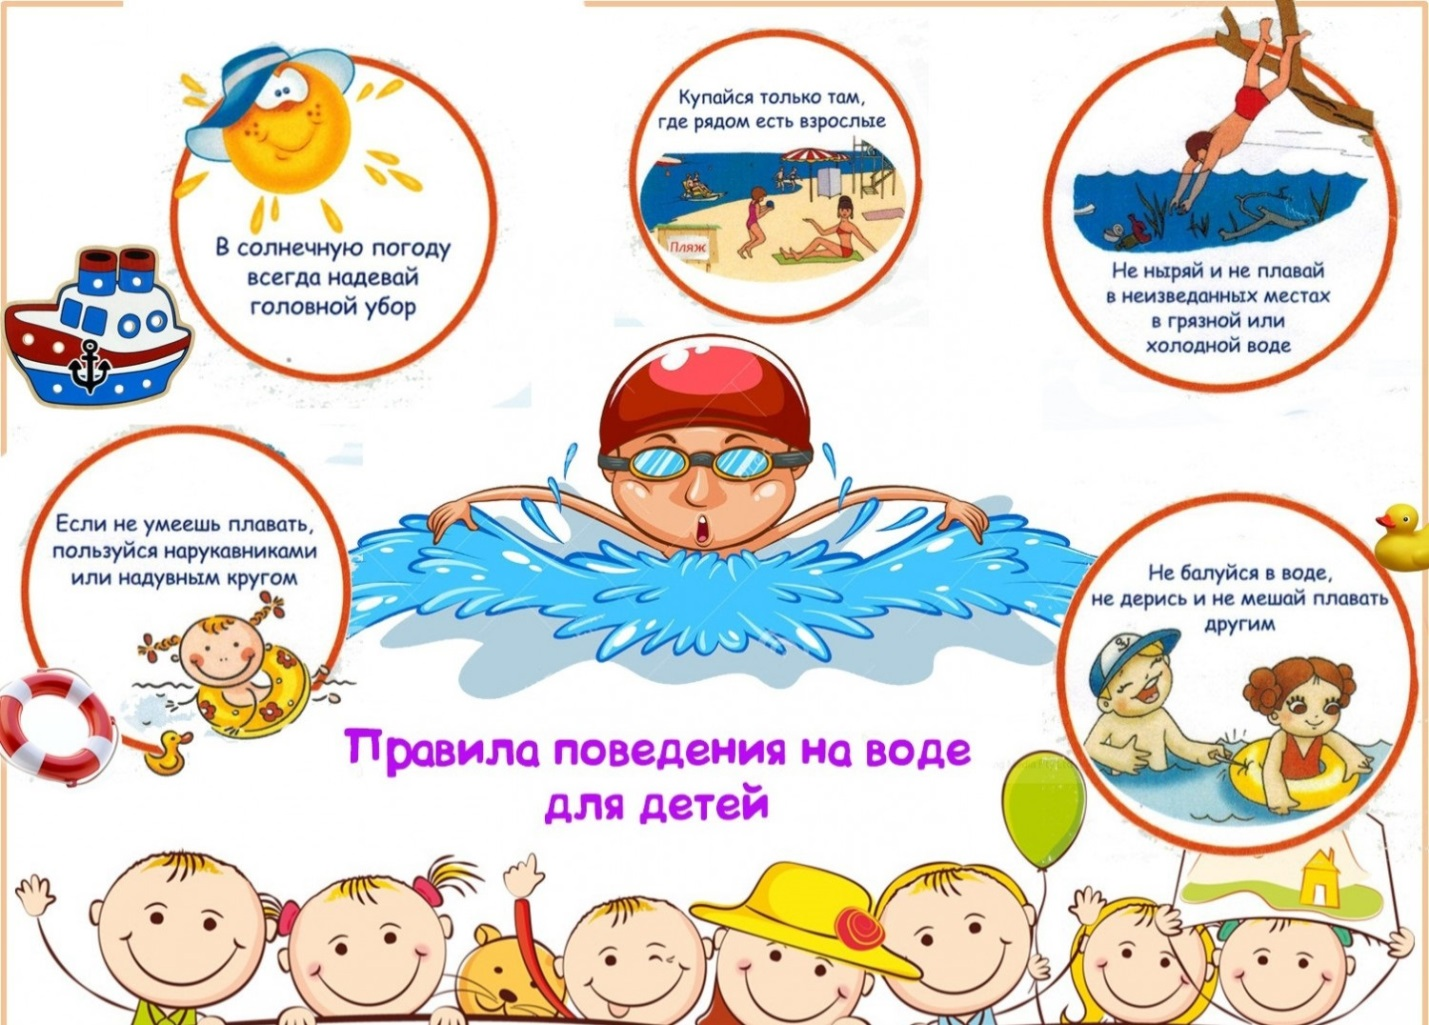 В солнечную погоду
всегда надевай
головной убор
Купайся только там,
где рядом есть взрослые
Пляж
Не ныряй и не плавай
в неизведанных местах
в грязной или
холодной воде
Если не умеешь плавать,
пользуйся нарукавниками
или надувным кругом
Не балуйся в воде,
не дерись и не мешай плавать
другим
Правила поведения на воде
для детей